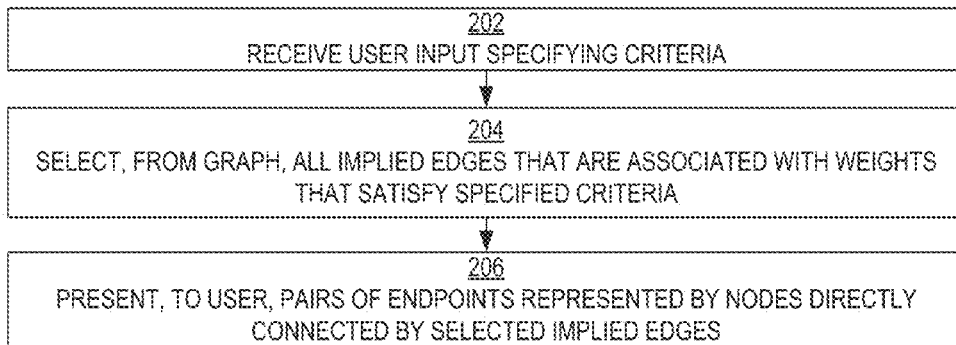 202
RECEIVE USER INPUT SPECIFYING CRITERIA
204
SELECT, FROM GRAPH, ALL IMPLIED EDGES THAT ARE ASSOCIATED WITH WEIGHTS
THAT SATISFY SPECIFIED CRITERIA
206
PRESENT, TO USER, PAIRS OF ENDPOINTS REPRESENTED BY NODES DIRECTLY
CONNECTED BY SELECTED IMPLIED EDGES